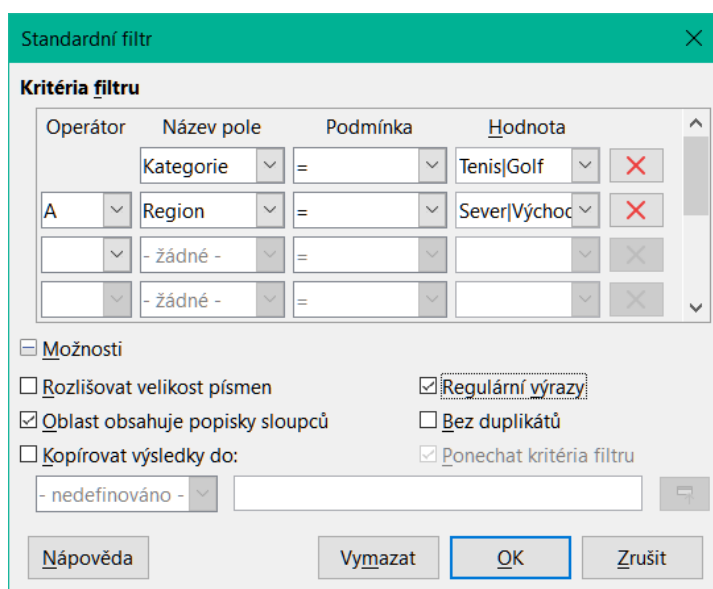 Standardní filtr
Kritéria filtru
Operátor Název pole Podmínka Hodnota
Kategorie = Tenis|Golf
A Region = Sever|Východ
- žádné - =
- žádné - =
Možnosti
Rozlišovat velikost písmen Regulární výrazy
Oblast obsahuje popisky sloupců Bez duplikátů
Kopírovat výsledky do: Ponechat kritéria filtru
- nedefinováno -
Nápověda Vymazat OK Zrušit